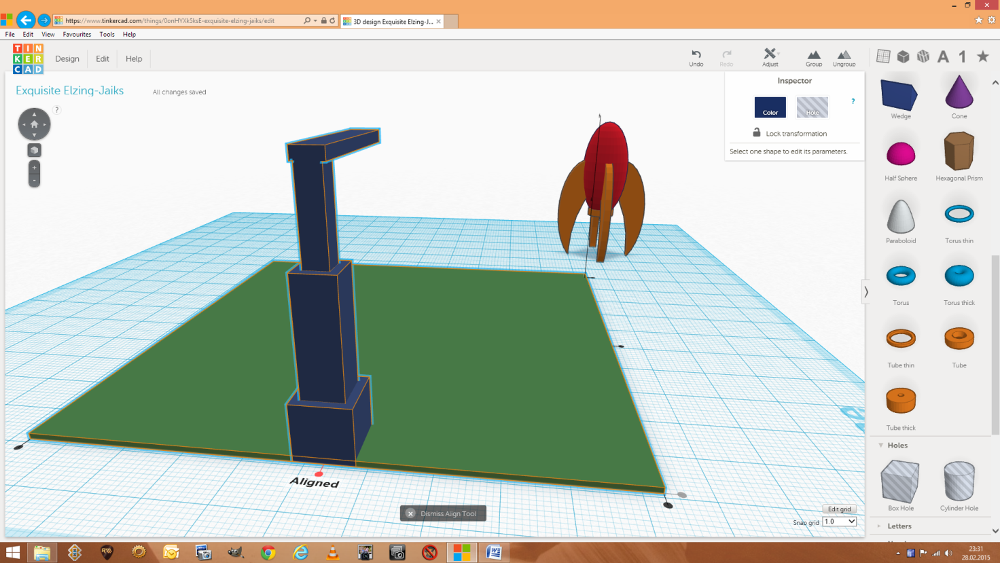 https://www.tinkercad.com/things/0onHYXk5ksE-exquisite-elzing-jaiks/edit
3D design Exquisite Elzing-J...
File Edit View Favourites Tools Help
TIN
KER
CAD
Design Edit Help
Undo Redo Adjust Group Ungroup
Exquisite Elzing-Jaiks
All changes saved
?
Inspector
Color Hole ?
Lock transformation
Select one shape to edit its parameters.
Wedge Cone
Half Sphere Hexagonal Prism
Paraboloid Torus thin
Torus Torus thick
Tube thin Tube
Tube thick
Holes
Box Hole Cylinder Hole
Letters
Aligned
Dismiss Align Tool
Edit grid
Snap grid 1.0
23:31
28.02.2015